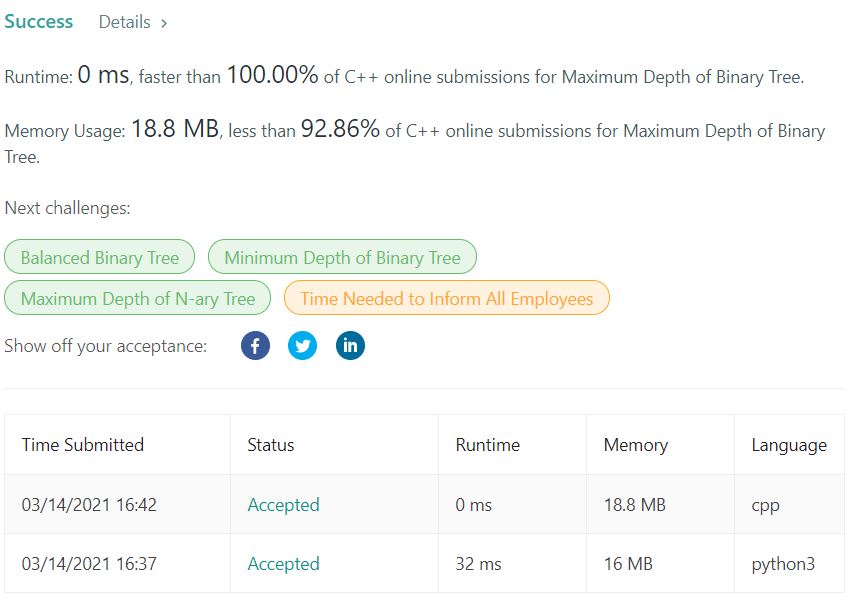 Success Details >
Runtime: 0 ms, faster than 100.00% of C++ online submissions for Maximum Depth of Binary Tree.
Memory Usage: 18.8 MB, less than 92.86% of C++ online submissions for Maximum Depth of Binary
Tree.
Next challenges:
Balanced Binary Tree Minimum Depth of Binary Tree
Maximum Depth of N-ary Tree Time Needed to Inform All Employees
Show off your acceptance: f in
Time Submitted Status Runtime Memory Language
03/14/2021 16:42 Accepted 0 ms 18.8 MB cpp
03/14/2021 16:37 Accepted 32 ms 16 MB python3